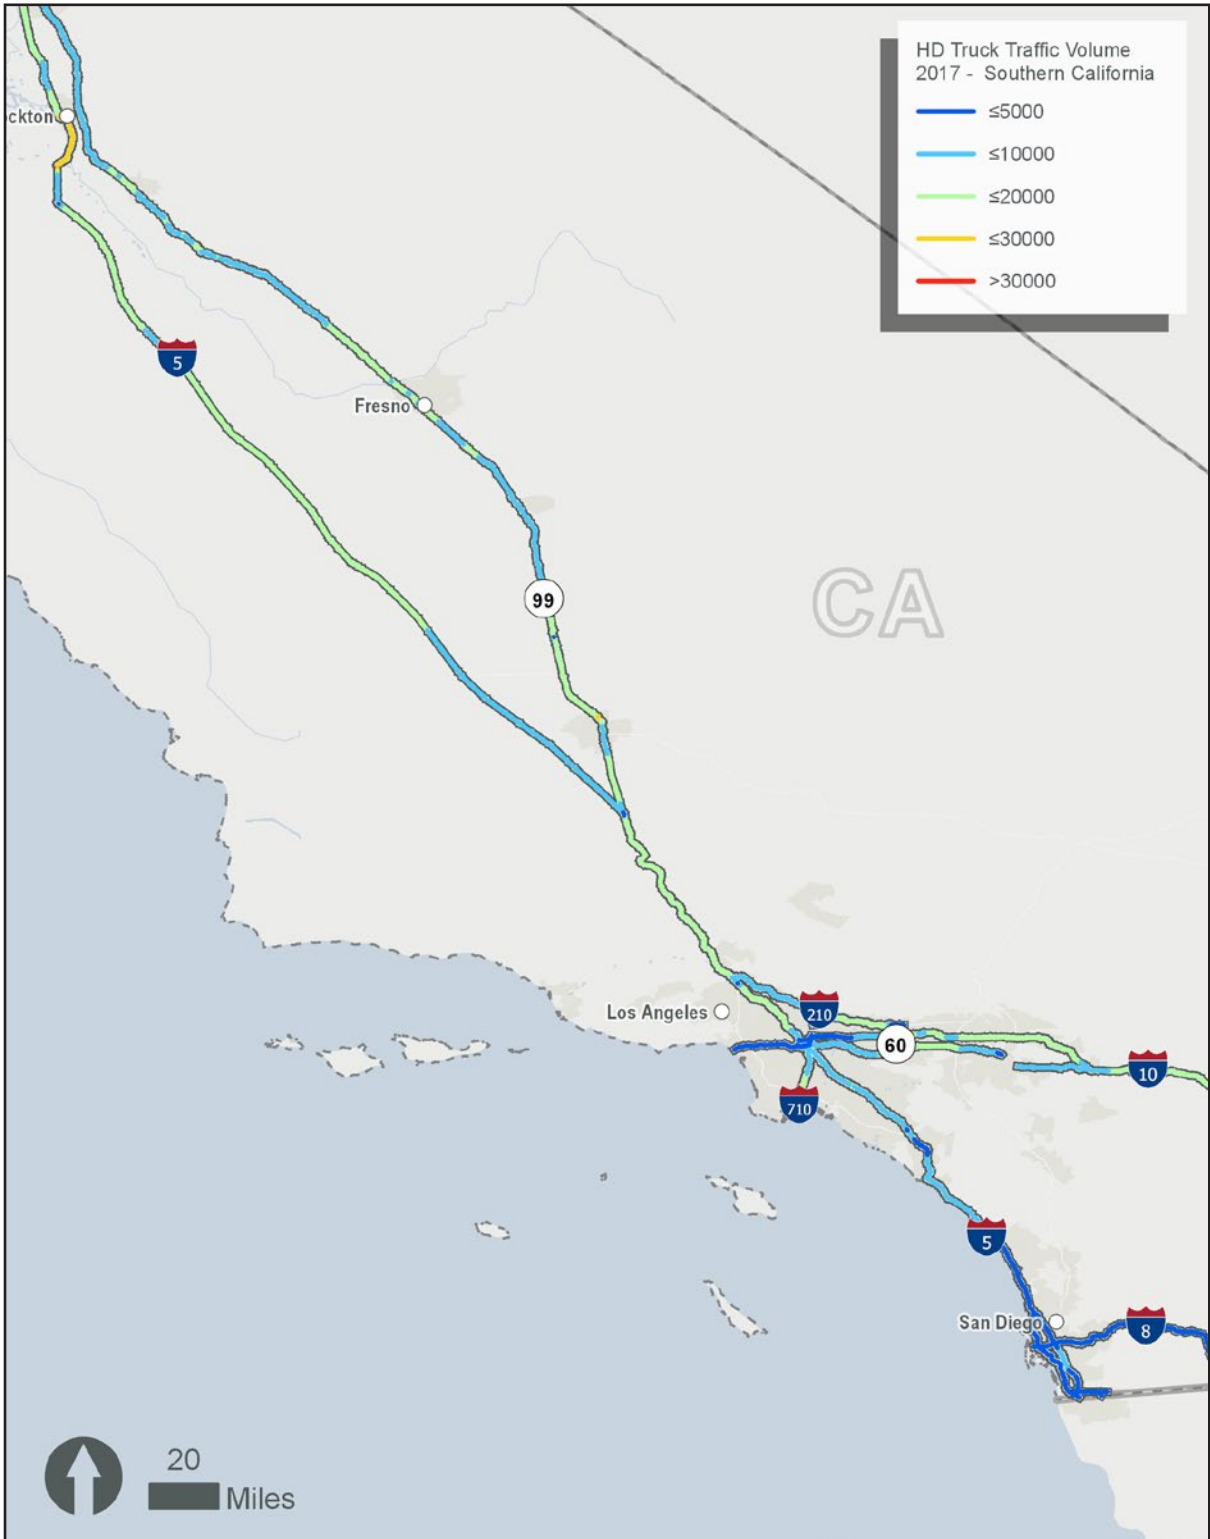 HD Truck Traffic Volume
2017 - Southern California
≤5000
≤10000
≤20000
≤30000
>30000
ckton
5
Fresno
99
CA
Los Angeles
210
60
10
710
5
San Diego
8
20
Miles